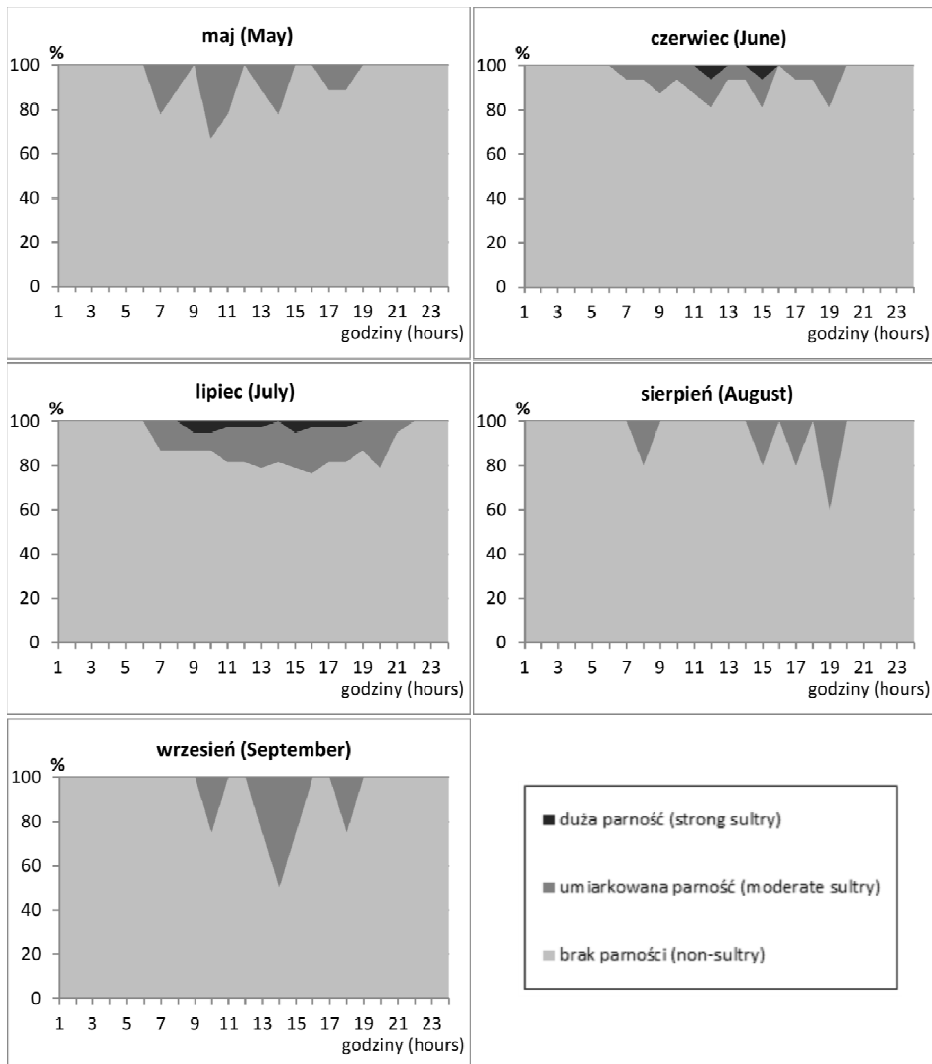 maj (May)
%
100
80
60
40
20
0
1 3 5 7 9 11 13 15 17 19 21 23
godziny (hours)
czerwiec (June)
%
100
80
60
40
20
0
1 3 5 7 9 11 13 15 17 19 21 23
godziny (hours)
lipiec (July)
%
100
80
60
40
20
0
1 3 5 7 9 11 13 15 17 19 21 23
godziny (hours)
sierpień (August)
%
100
80
60
40
20
0
1 3 5 7 9 11 13 15 17 19 21 23
godziny (hours)
wrzesień (September)
%
100
80
60
40
20
0
1 3 5 7 9 11 13 15 17 19 21 23
godziny (hours)
duża parność (strong sultry)
umiarkowana parność (moderate sultry)
brak parności (non-sultry)